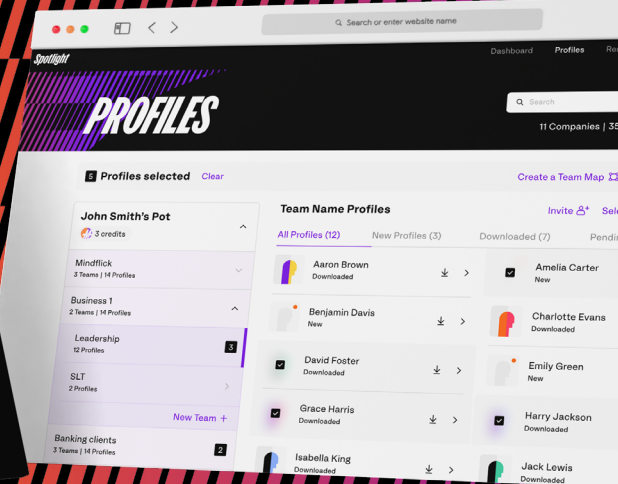 Search or enter website name
Spotlight
Dashboard
Profiles
PROFILES
Search
11 Companies | 35
5 Profiles selected
Clear
Create a Team Map
John Smith's Pot
3 credits
Mindflick
3 Teams | 14 Profiles
Business 1
2 Teams | 14 Profiles
Leadership
12 Profiles
3
SLT
2 Profiles
New Team +
Banking clients
3 Teams | 14 Profiles
2
Team Name Profiles
Invite
All Profiles (12)
New Profiles (3)
Downloaded (7)
Aaron Brown
Downloaded
Amelia Carter
New
Benjamin Davis
New
Charlotte Evans
Downloaded
David Foster
Downloaded
Emily Green
New
Grace Harris
Downloaded
Harry Jackson
Downloaded
Isabella King
Downloaded
Jack Lewis
Downloaded